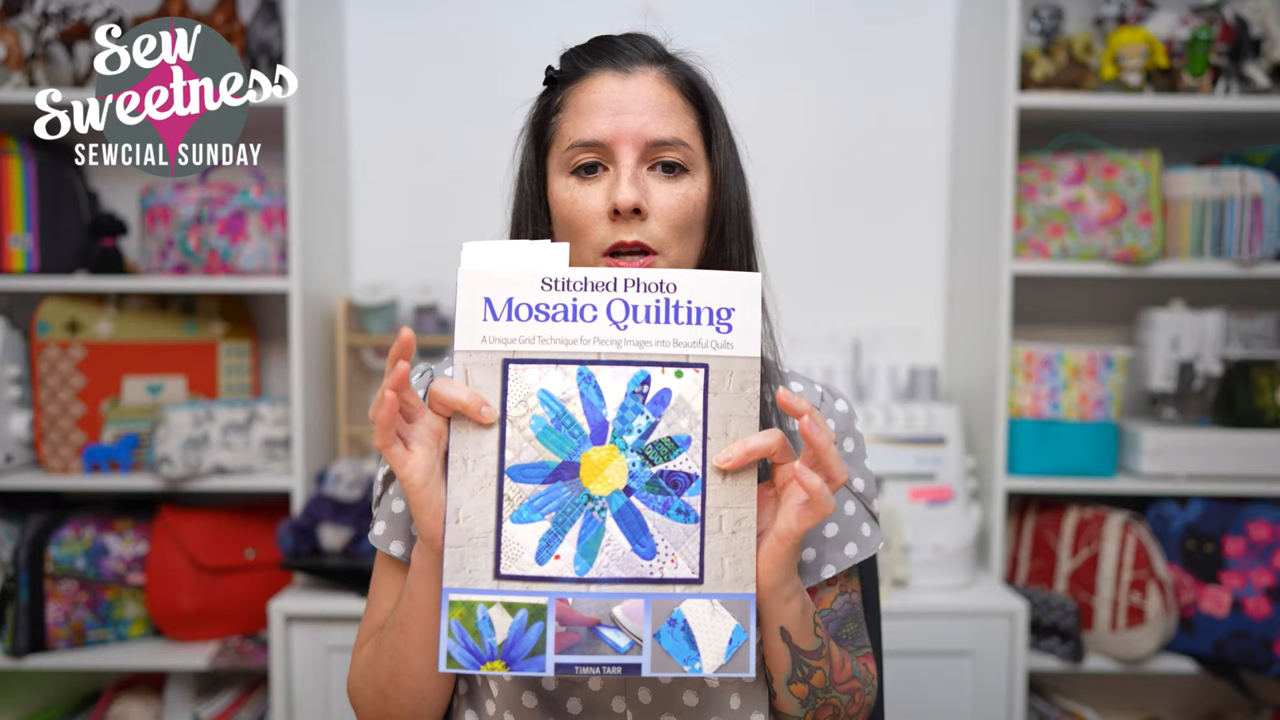 Sew
Sweetness
SEWCIAL SUNDAY
Stitched Photo
Mosaic Quilting
A Unique Grid Technique for Piecing Images into Beautiful Quilts
TIMNA TARR